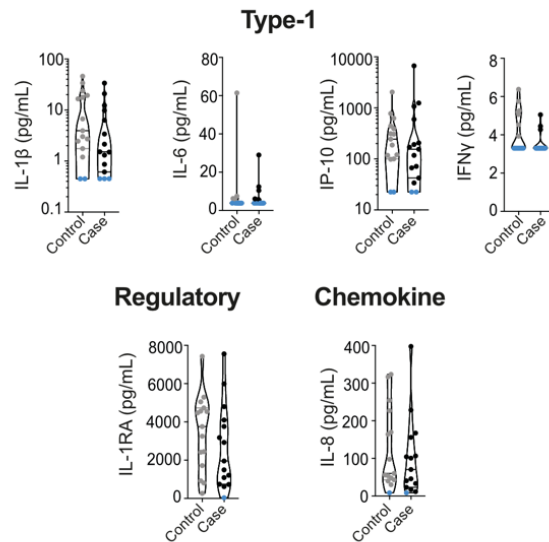 Type-1
IL-1β (pg/mL)
100
10
1
0.1
Control
Case
IL-6 (pg/mL)
80
60
40
20
0
Control
Case
IP-10 (pg/mL)
10000
1000
100
10
Control
Case
IFNγ (pg/mL)
8
6
4
2
0
Control
Case
Regulatory
IL-1RA (pg/mL)
8000
6000
4000
2000
0
Control
Case
Chemokine
IL-8 (pg/mL)
400
300
200
100
0
Control
Case